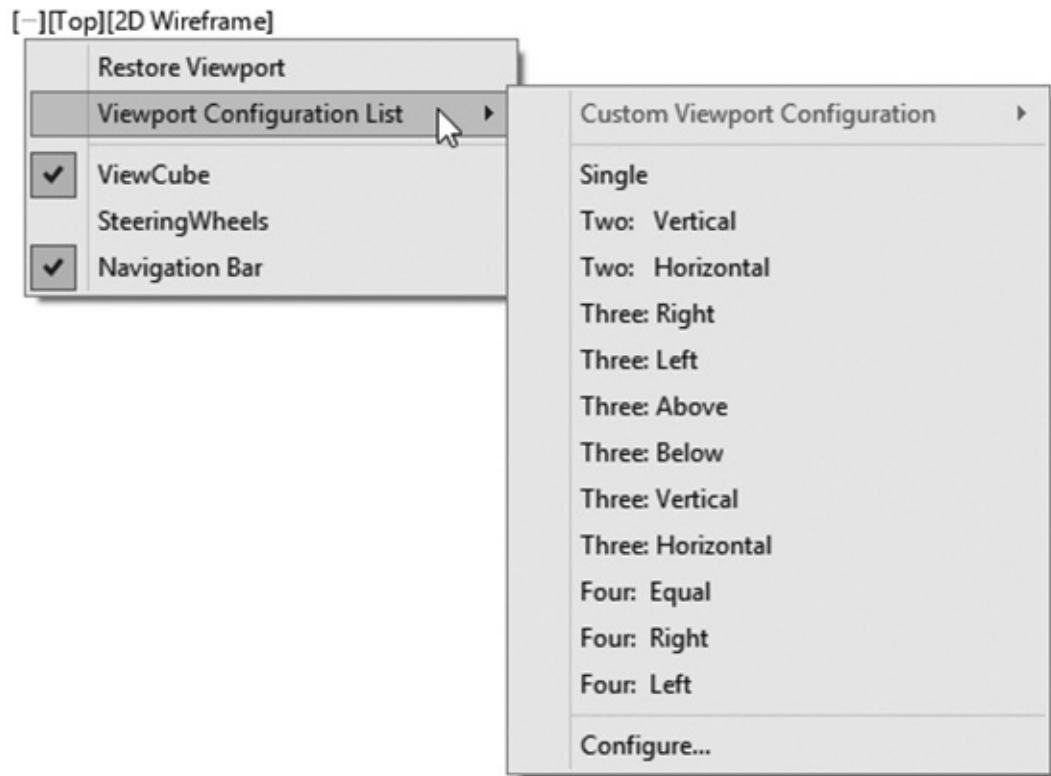 [−][Top][2D Wireframe]
Restore Viewport
Viewport Configuration List
ViewCube
SteeringWheels
Navigation Bar
Custom Viewport Configuration
Single
Two: Vertical
Two: Horizontal
Three: Right
Three: Left
Three: Above
Three: Below
Three: Vertical
Three: Horizontal
Four: Equal
Four: Right
Four: Left
Configure...